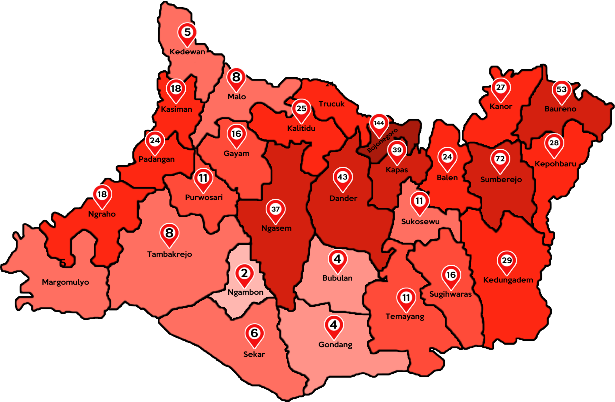 5
Kedewan
8
Malo
18
Kasiman
25
Kalitidu
Trucuk
144
Bojonegoro
27
Kanor
53
Baureno
24
Padangan
16
Gayam
39
Kapas
24
Balen
72
Sumberejo
28
Kepohbaru
11
Purwosari
43
Dander
18
Ngraho
37
Ngasem
11
Sukosewu
8
Tambakrejo
Margomulyo
2
Ngambon
4
Bubulan
16
Sugihwaras
29
Kedungadem
11
Temayang
6
Sekar
4
Gondang